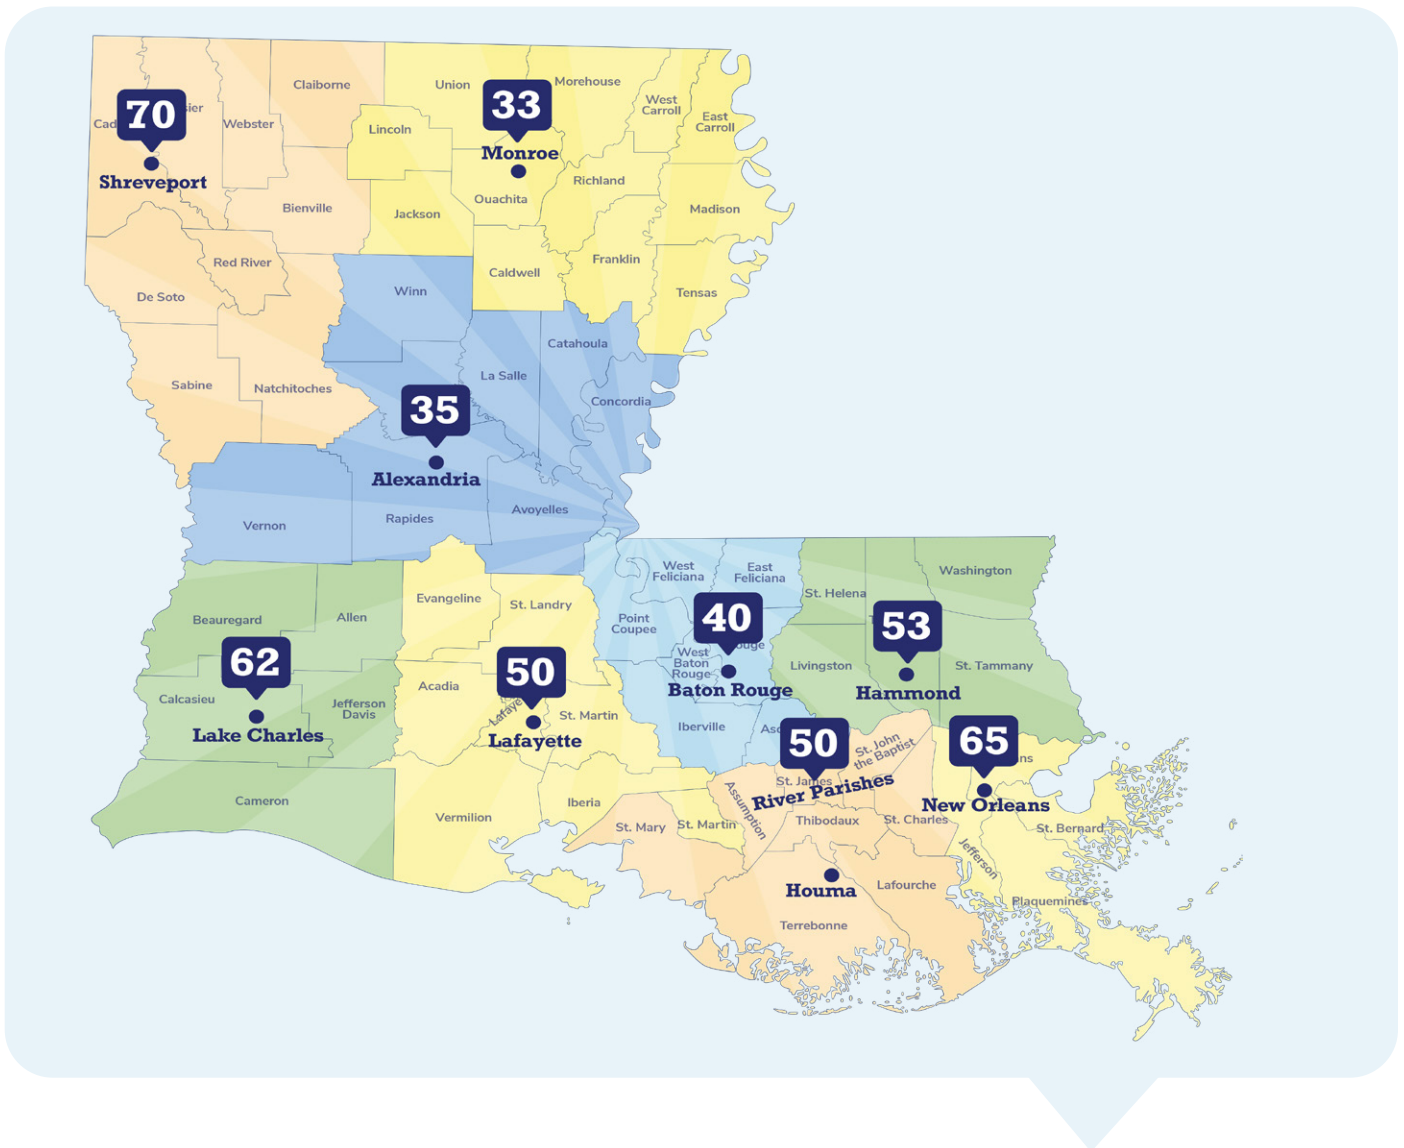 Claiborne
Union
Morehouse
70
33
West
Carroll
East
Carroll
Webster
Lincoln
Monroe
Shreveport
Richland
Ouachita
Bienville
Jackson
Madison
Red River
Caldwell
Franklin
De Soto
Winn
Tensas
Catahoula
La Salle
Sabine
Natchitoches
Concordia
35
Alexandria
Avoyelles
Vernon
Rapides
West
Feliciana
East
Feliciana
Washington
Evangeline
St. Landry
St. Helena
Beauregard
Allen
Point
Coupee
40
53
62
50
West
Baton
Rouge
Livingston
St. Tammany
Acadia
Baton Rouge
Hammond
Calcasieu
Jefferson
Davis
St. Martin
Lake Charles
Lafayette
Iberville
50
65
St. John
the Baptist
St. James
River Parishes
New Orleans
Cameron
Iberia
Assumption
Vermilion
St. Mary
St. Martin
Thibodaux
St. Charles
St. Bernard
Jefferson
Houma
Lafourche
Plaquemines
Terrebonne